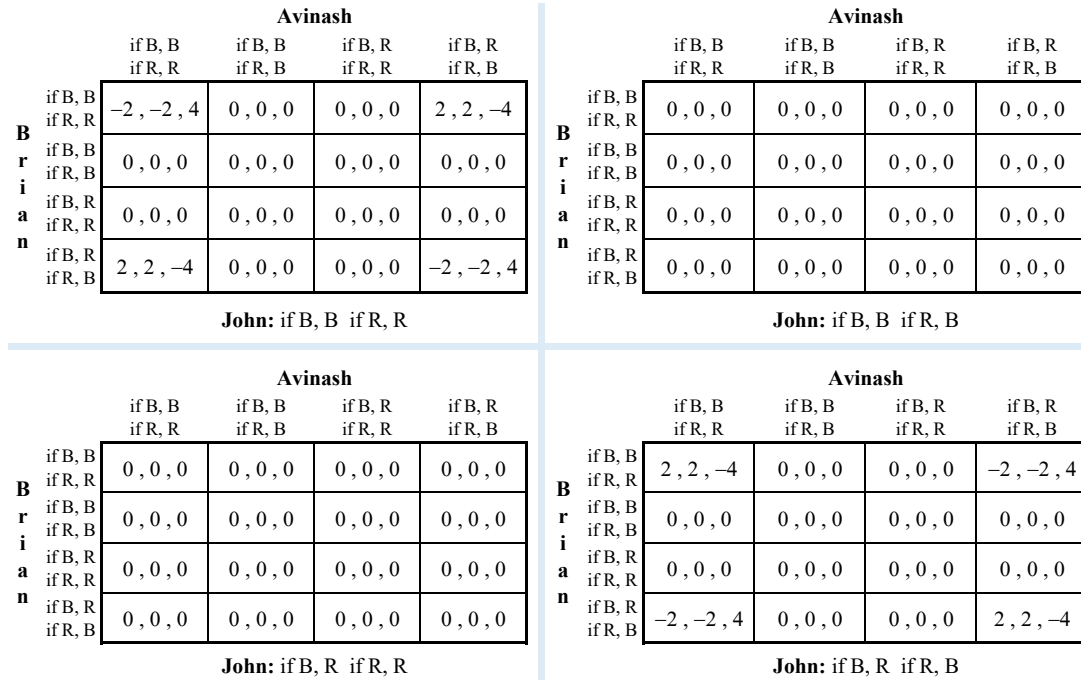 Avinash
if B, B if B, B if B, R if B, R
if R, R if R, B if R, R if R, B
Brian
if B, B
if R, R
–2 , –2 , 4 0 , 0 , 0 0 , 0 , 0 2 , 2 , –4
if B, B
if R, B
0 , 0 , 0 0 , 0 , 0 0 , 0 , 0 0 , 0 , 0
if B, R
if R, R
0 , 0 , 0 0 , 0 , 0 0 , 0 , 0 0 , 0 , 0
if B, R
if R, B
2 , 2 , –4 0 , 0 , 0 0 , 0 , 0 –2 , –2 , 4
John: if B, B if R, R
Avinash
if B, B if B, B if B, R if B, R
if R, R if R, B if R, R if R, B
Brian
if B, B
if R, R
0 , 0 , 0 0 , 0 , 0 0 , 0 , 0 0 , 0 , 0
if B, B
if R, B
0 , 0 , 0 0 , 0 , 0 0 , 0 , 0 0 , 0 , 0
if B, R
if R, R
0 , 0 , 0 0 , 0 , 0 0 , 0 , 0 0 , 0 , 0
if B, R
if R, B
0 , 0 , 0 0 , 0 , 0 0 , 0 , 0 0 , 0 , 0
John: if B, B if R, B
Avinash
if B, B if B, B if B, R if B, R
if R, R if R, B if R, R if R, B
Brian
if B, B
if R, R
0 , 0 , 0 0 , 0 , 0 0 , 0 , 0 0 , 0 , 0
if B, B
if R, B
0 , 0 , 0 0 , 0 , 0 0 , 0 , 0 0 , 0 , 0
if B, R
if R, R
0 , 0 , 0 0 , 0 , 0 0 , 0 , 0 0 , 0 , 0
if B, R
if R, B
0 , 0 , 0 0 , 0 , 0 0 , 0 , 0 0 , 0 , 0
John: if B, R if R, R
Avinash
if B, B if B, B if B, R if B, R
if R, R if R, B if R, R if R, B
Brian
if B, B
if R, R
2 , 2 , –4 0 , 0 , 0 0 , 0 , 0 –2 , –2 , 4
if B, B
if R, B
0 , 0 , 0 0 , 0 , 0 0 , 0 , 0 0 , 0 , 0
if B, R
if R, R
0 , 0 , 0 0 , 0 , 0 0 , 0 , 0 0 , 0 , 0
if B, R
if R, B
–2 , –2 , 4 0 , 0 , 0 0 , 0 , 0 2 , 2 , –4
John: if B, R if R, B